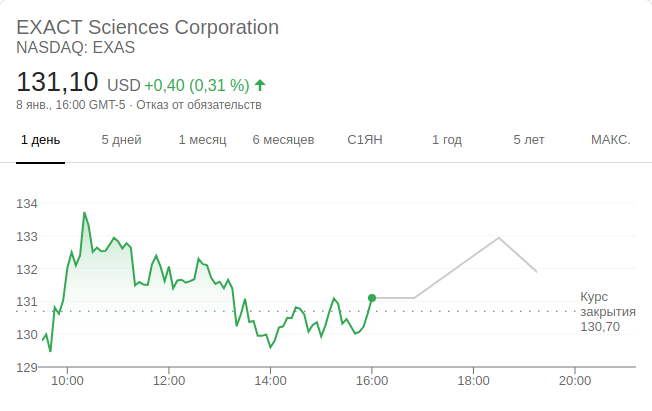 EXACT Sciences Corporation
NASDAQ: EXAS
131,10 USD +0,40 (0,31 %)
8 янв., 16:00 GMT-5 · Отказ от обязательств
1 день 5 дней 1 месяц 6 месяцев С1ЯН 1 год 5 лет МАКС.
134
133
132
131
130
129
Курс
закрытия
130,70
10:00 12:00 14:00 16:00 18:00 20:00